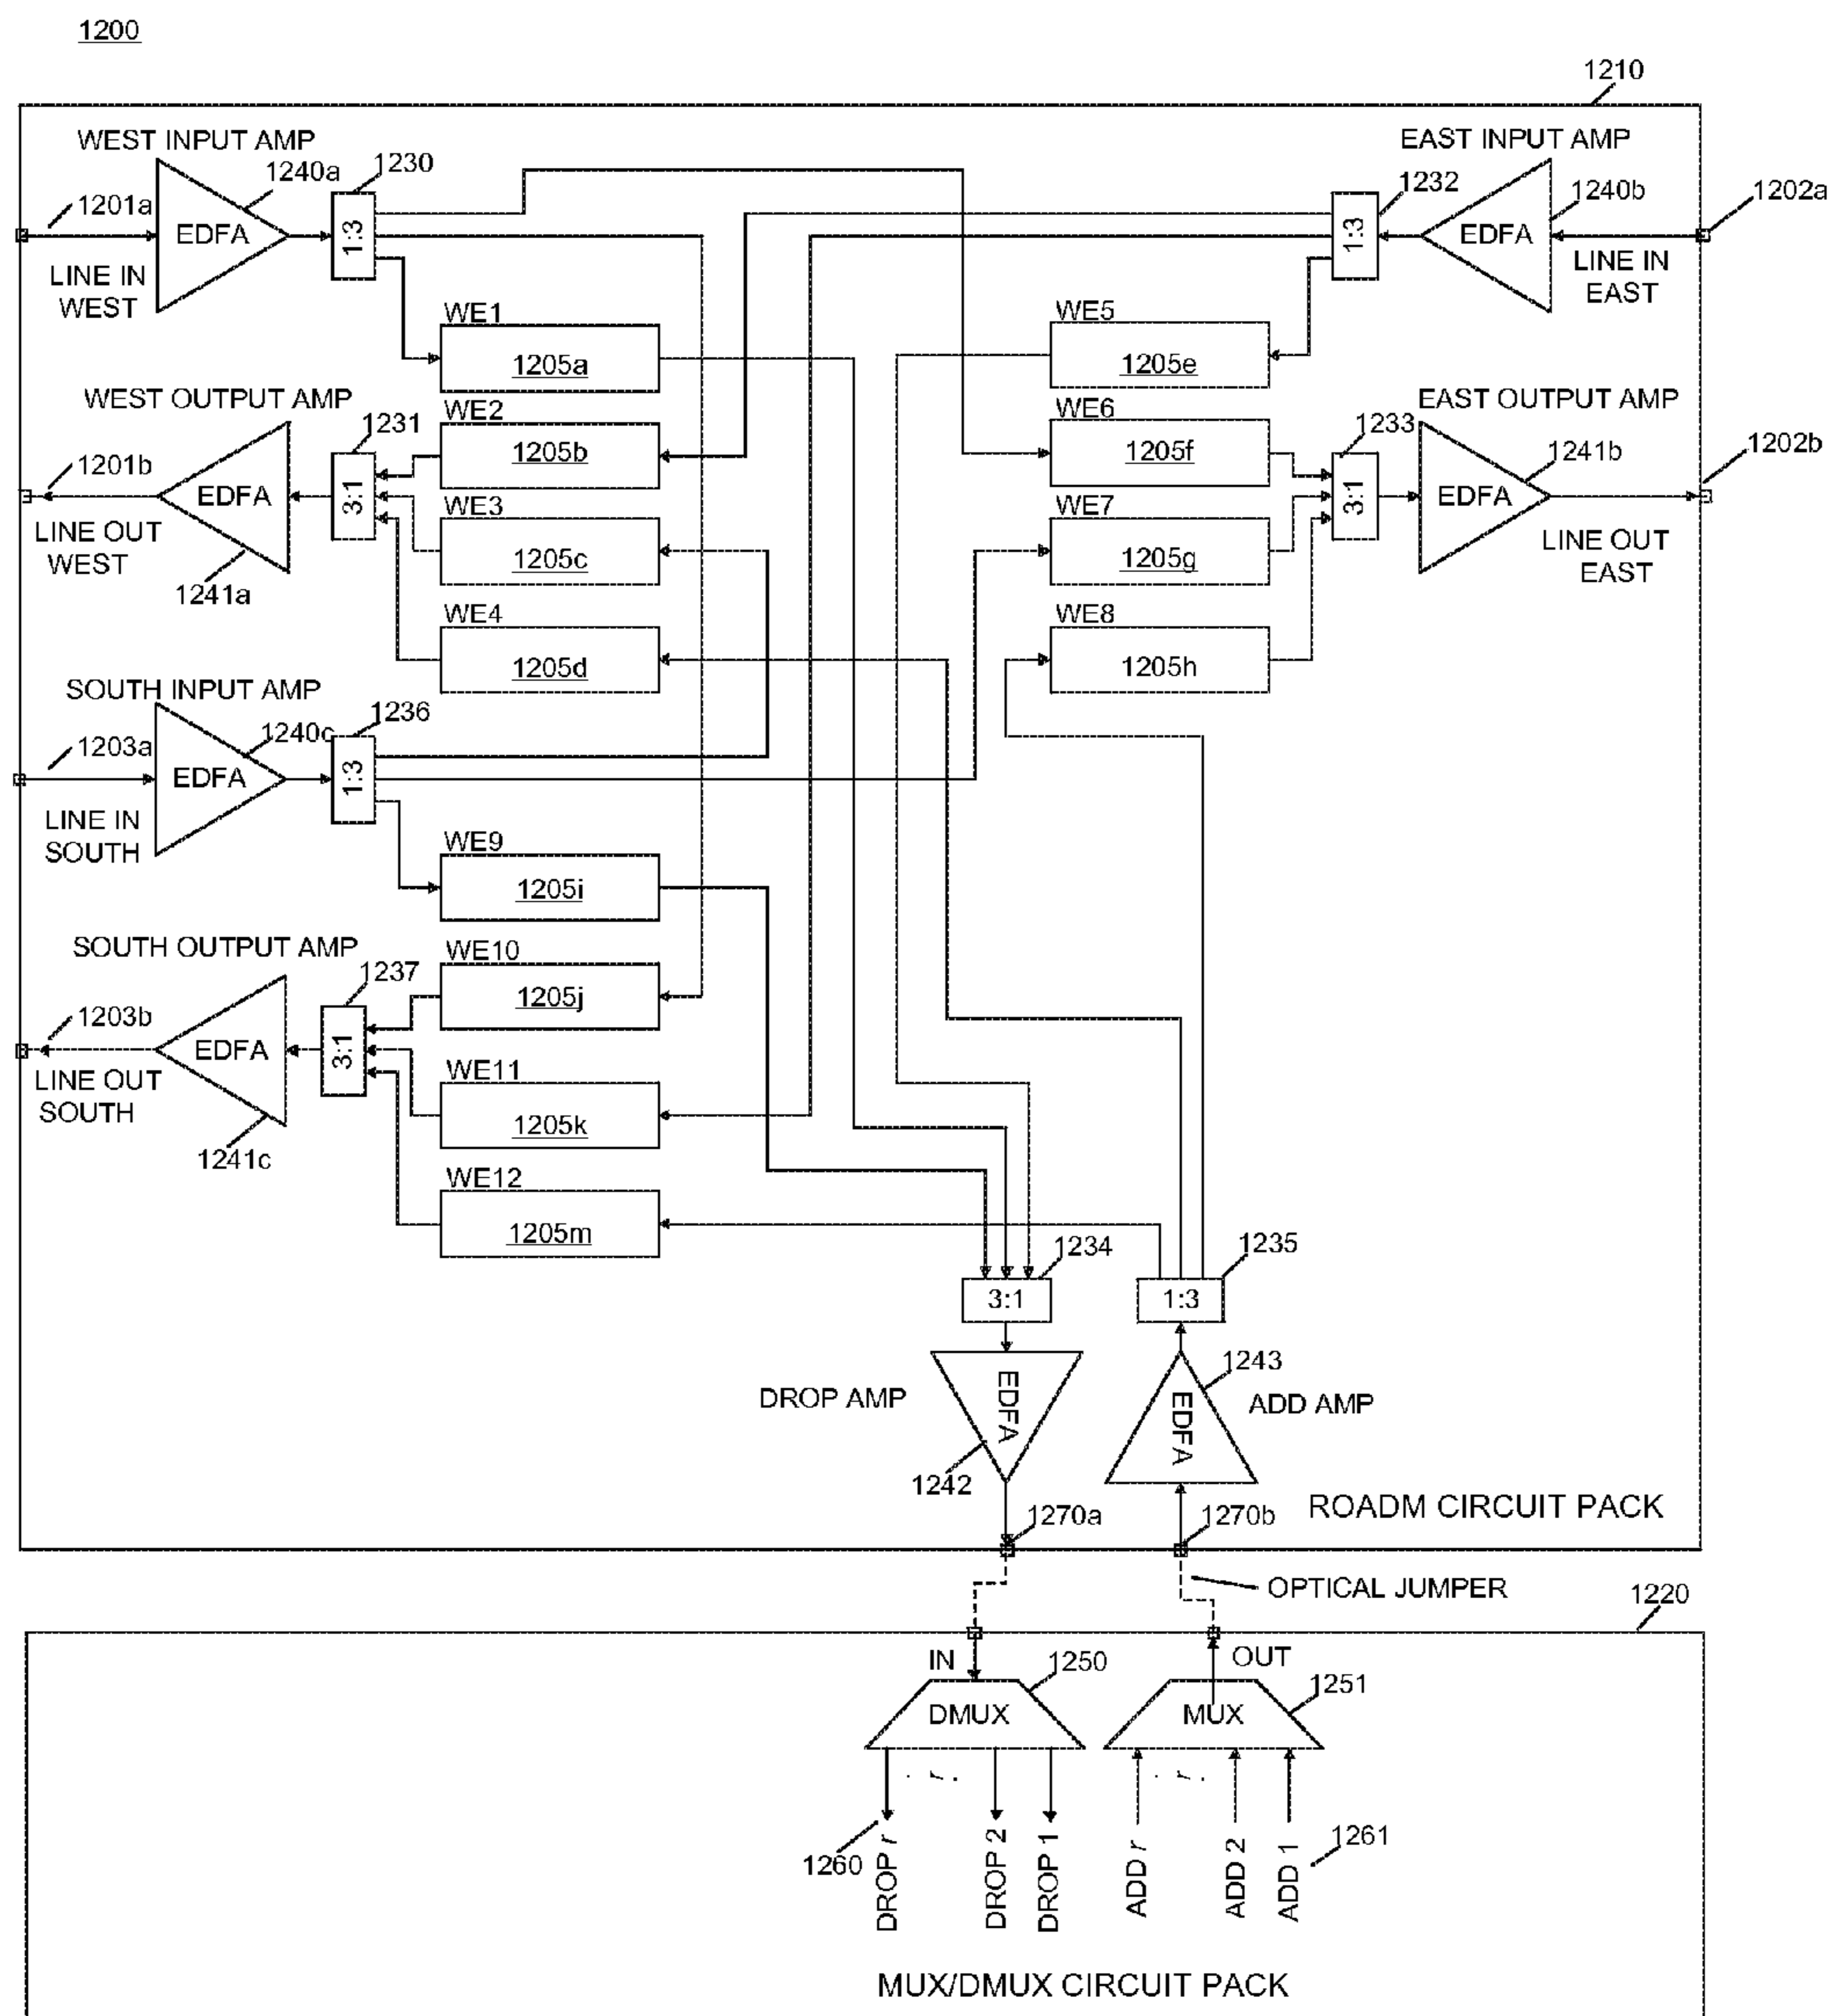 1200
1210
WEST INPUT AMP
1240a
1230
1201a
EDFA
1:3
LINE IN
WEST
EAST INPUT AMP
1232
1240b
1202a
1:3
EDFA
LINE IN
EAST
WE1
1205a
WE5
1205e
WEST OUTPUT AMP
1231
1201b
EDFA
3:1
LINE OUT
WEST
1241a
WE2
1205b
WE3
1205c
WE4
1205d
WE6
1205f
WE7
1205g
WE8
1205h
EAST OUTPUT AMP
1233
1241b
1202b
3:1
EDFA
LINE OUT
EAST
SOUTH INPUT AMP
1240c
1236
1203a
EDFA
1:3
LINE IN
SOUTH
WE9
1205i
SOUTH OUTPUT AMP
1237
1203b
EDFA
3:1
LINE OUT
SOUTH
1241c
WE10
1205j
WE11
1205k
WE12
1205m
1234
1235
3:1
1:3
DROP AMP
EDFA
1242
1243
EDFA
ADD AMP
1270a
1270b
ROADM CIRCUIT PACK
OPTICAL JUMPER
1220
IN
1250
OUT
1251
DMUX
MUX
r
r
1260
DROP r
DROP 2
DROP 1
ADD r
ADD 2
ADD 1
1261
MUX/DMUX CIRCUIT PACK